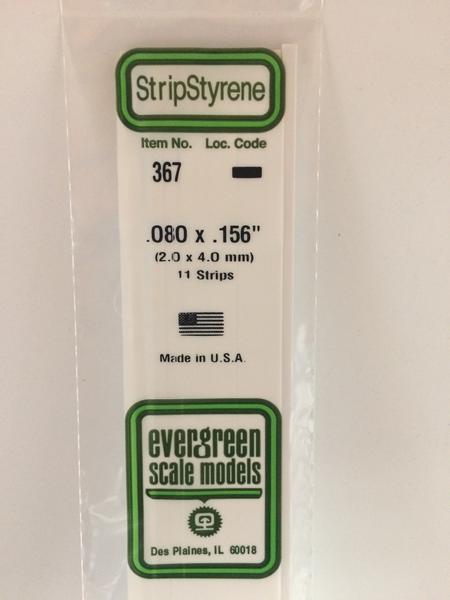 StripStyrene
Item No. Loc. Code
367
.080 x .156"
(2.0 x 4.0 mm)
11 Strips
Made in U.S.A.
evergreen
scale models
Des Plaines, IL 60018